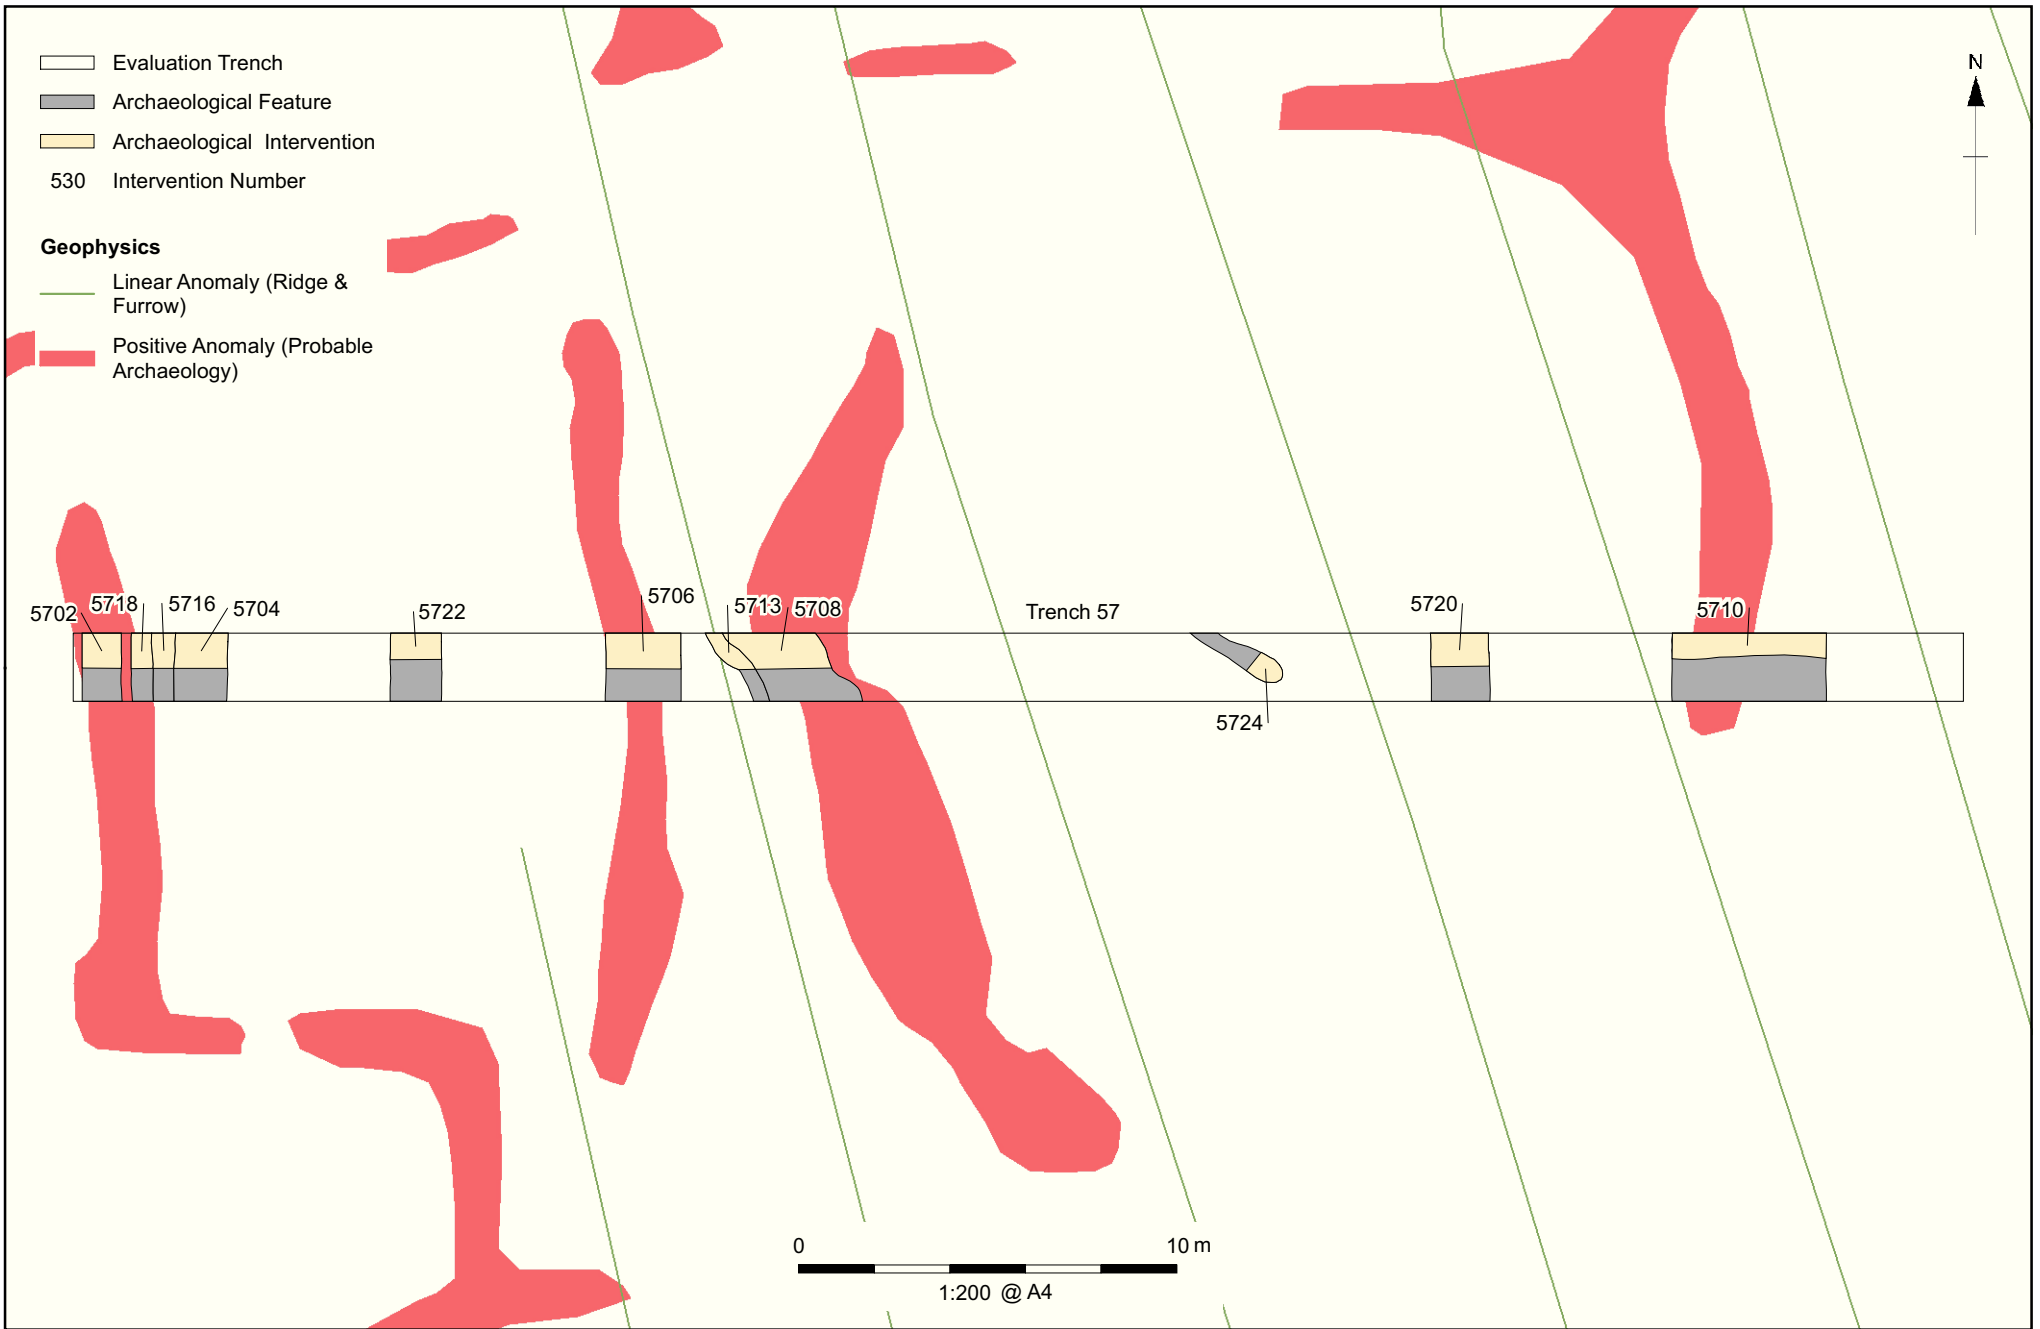 Evaluation Trench
Archaeological Feature
Archaeological Intervention
530 Intervention Number
Geophysics
Linear Anomaly (Ridge &
Furrow)
Positive Anomaly (Probable
Archaeology)
N
5702
5718
5716
5704
5722
5706
5713
5708
Trench 57
5724
5720
5710
0 10 m
1:200 @ A4